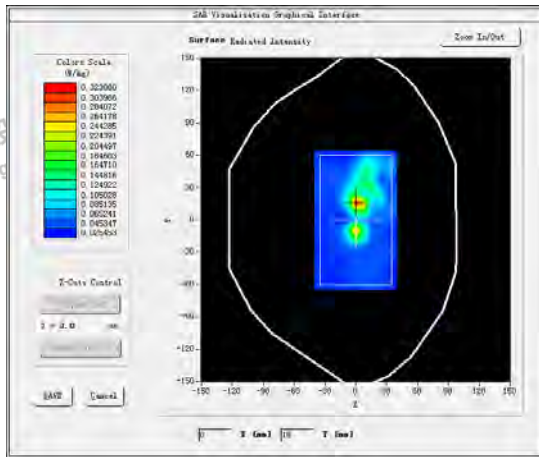 SAR Visualisation Graphical Interface
Surface Radiated Intensity
Zoom In/Out
Colors Scale
(W/kg)
0.323860
0.303966
0.284072
0.264178
0.244285
0.224391
0.204497
0.184603
0.164710
0.144816
0.124922
0.105028
0.085135
0.065241
0.045347
0.025453
150
120
90
60
30
0
-30
-60
-90
-120
-150
Y
-150 -120 -90 -60 -30 0 30 60 90 120 150
X
Z-Cuts Control
SAVE
Cancel
X (mm)
Y (mm)